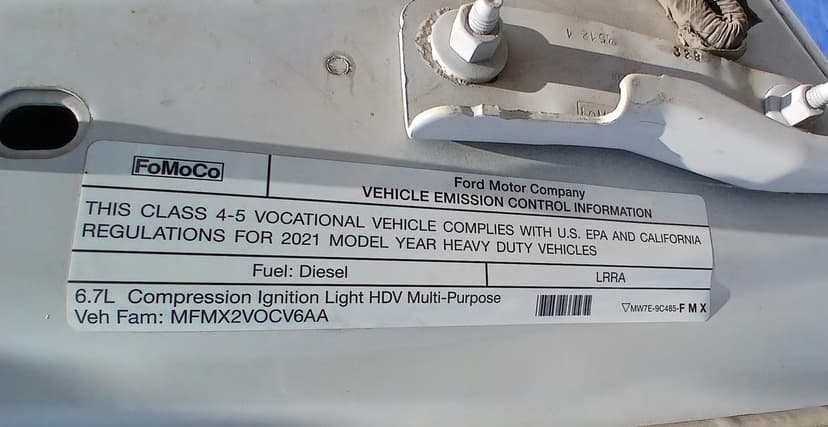 FoMoCo
Ford Motor Company
VEHICLE EMISSION CONTROL INFORMATION
THIS CLASS 4-5 VOCATIONAL VEHICLE COMPLIES WITH U.S. EPA AND CALIFORNIA
REGULATIONS FOR 2021 MODEL YEAR HEAVY DUTY VEHICLES
Fuel: Diesel
LRRA
6.7L Compression Ignition Light HDV Multi-Purpose
Veh Fam: MFMX2VOCV6AA
▽MW7E-9C485-F M X